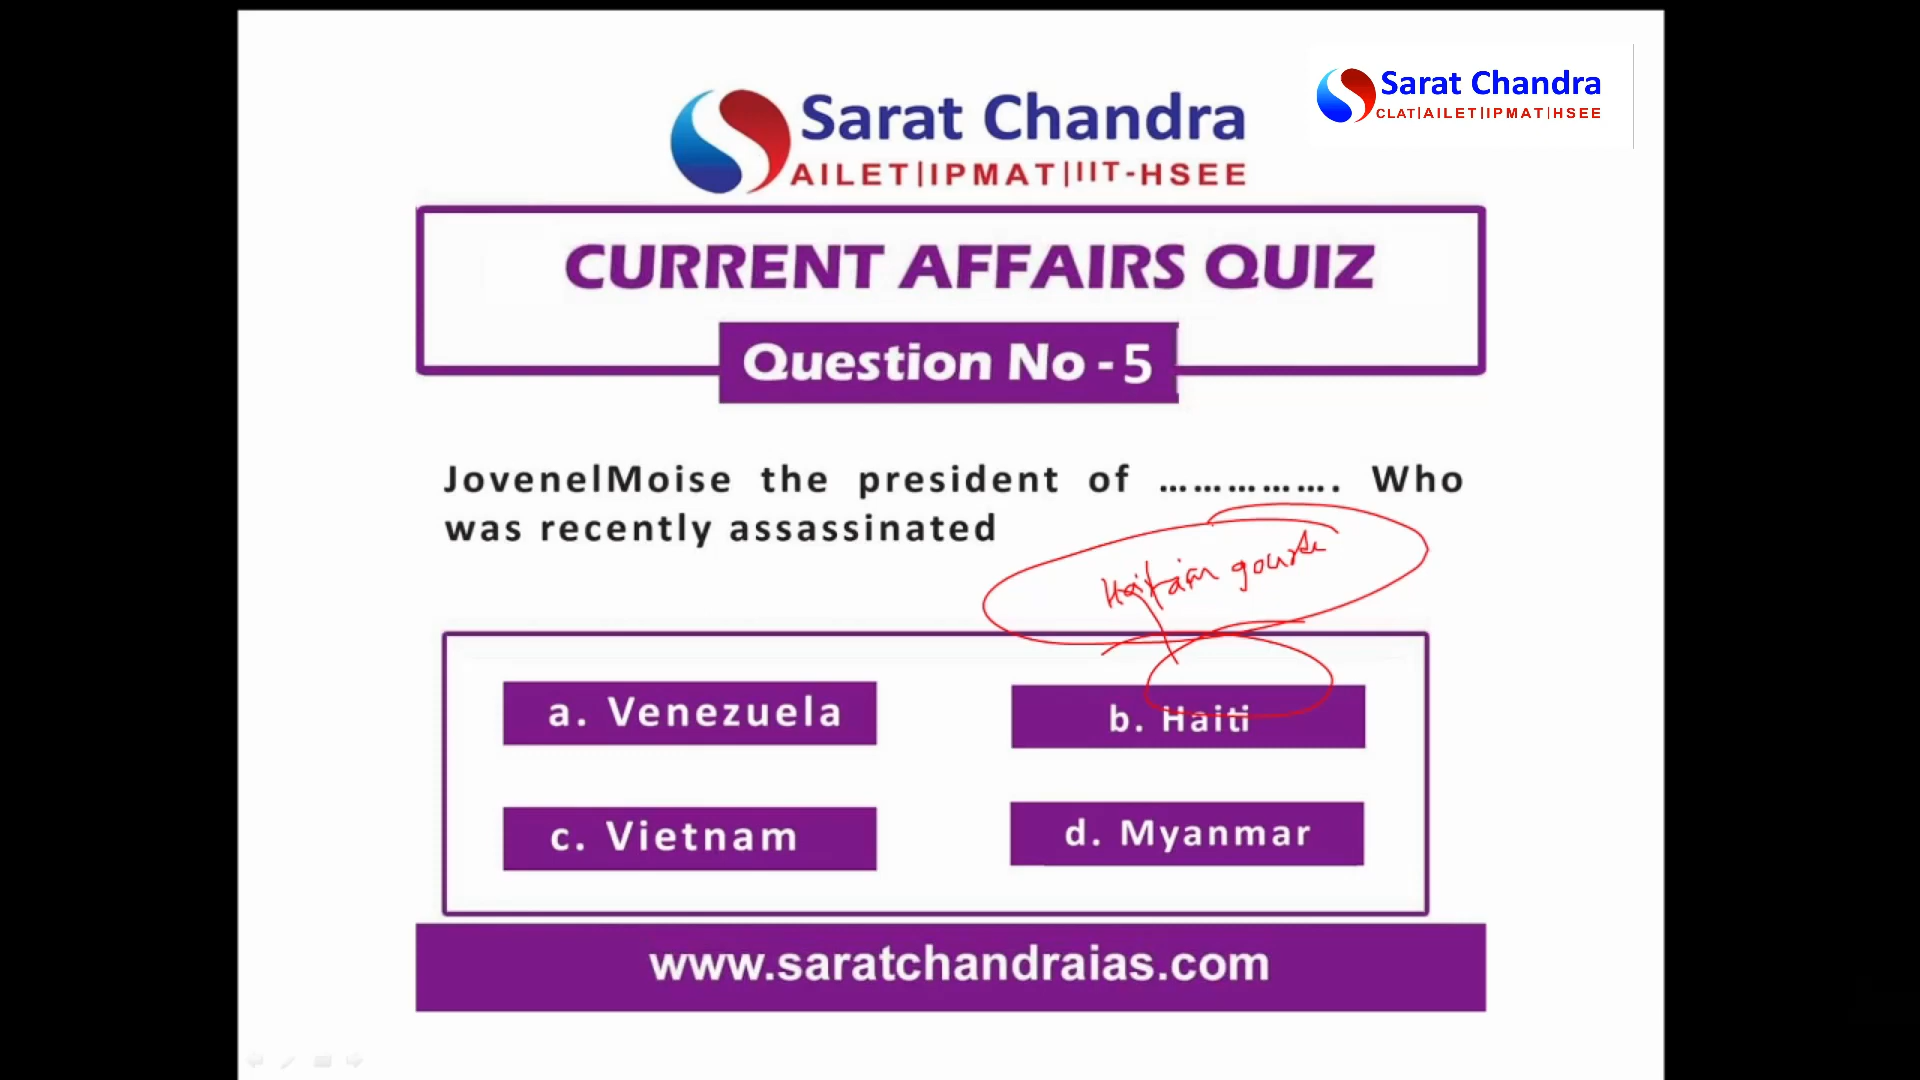 Sarat Chandra
AILET|IPMAT|IIT-HSEE
Sarat Chandra
CLAT|AILET|IPMAT|HSEE
CURRENT AFFAIRS QUIZ
Question No - 5
JovenelMoise the president of ……………. Who
was recently assassinated
Haitain gourde
a. Venezuela
b. Haiti
c. Vietnam
d. Myanmar
www.saratchandraias.com